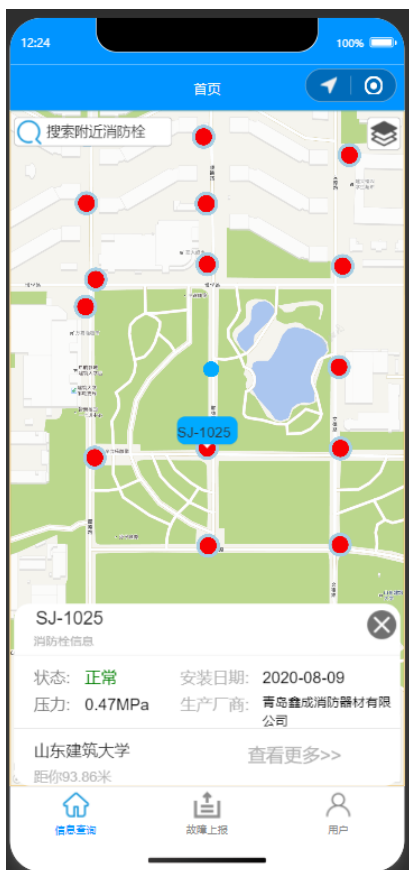 12:24
100%
首页
搜索附近消防栓
SJ-1025
SJ-1025
消防栓信息
状态: 正常
安装日期: 2020-08-09
压力: 0.47MPa
生产厂商: 青岛鑫成消防器材有限
公司
山东建筑大学
查看更多>>
距你93.86米
信息查询
故障上报
用户